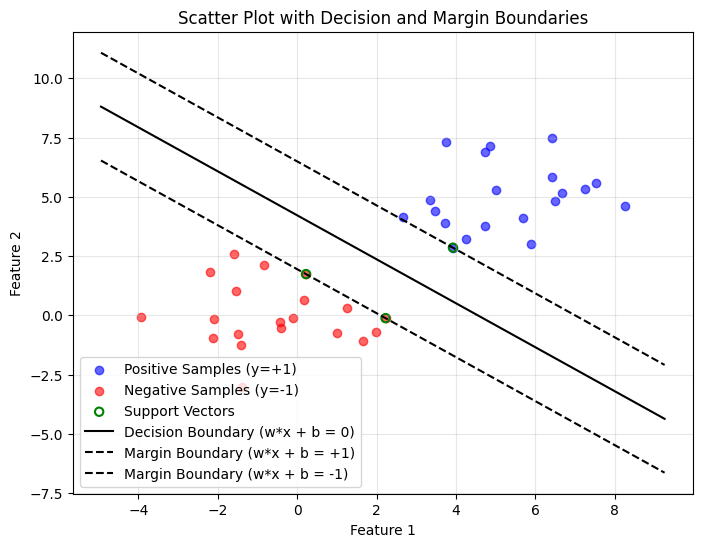 Scatter Plot with Decision and Margin Boundaries
10.0
7.5
5.0
2.5
0.0
−2.5
−5.0
−7.5
Feature 2
Positive Samples (y=+1)
Negative Samples (y=-1)
Support Vectors
Decision Boundary (w*x + b = 0)
Margin Boundary (w*x + b = +1)
Margin Boundary (w*x + b = -1)
−4 −2 0 2 4 6 8
Feature 1